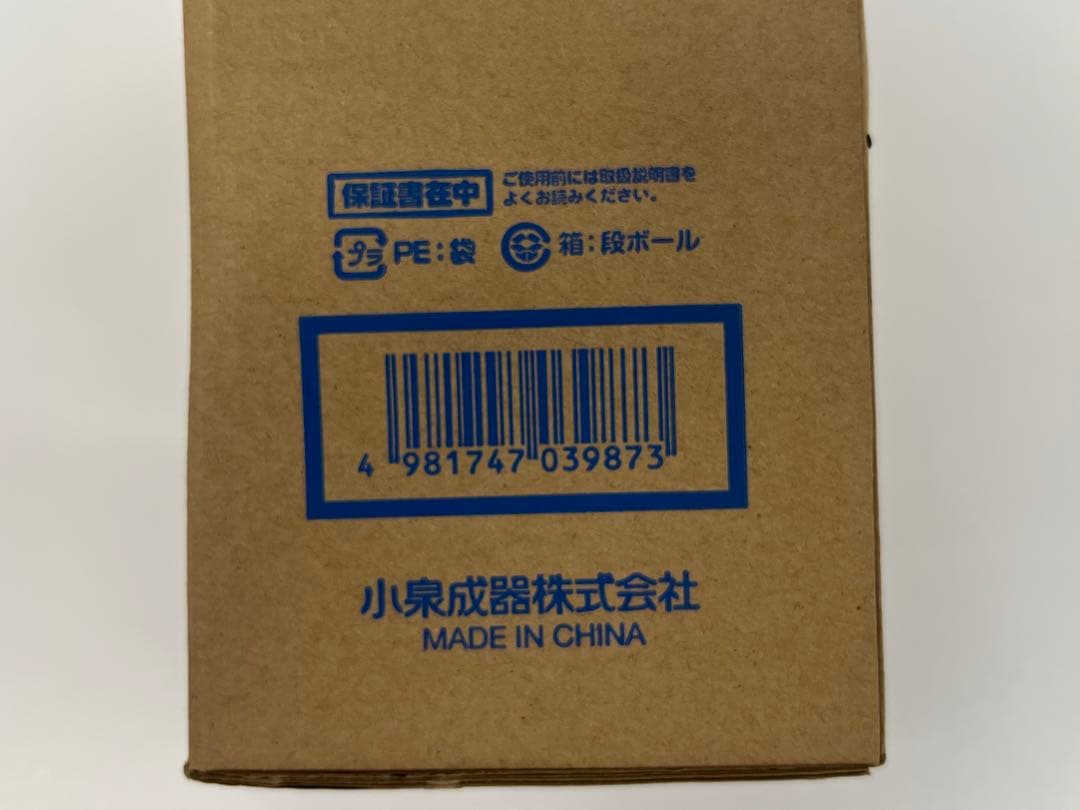 保証書在中
ご使用前には取扱説明書を
よくお読みください。
プラ PE:袋
箱:段ボール
4 981747 039873
小泉成器株式会社
MADE IN CHINA